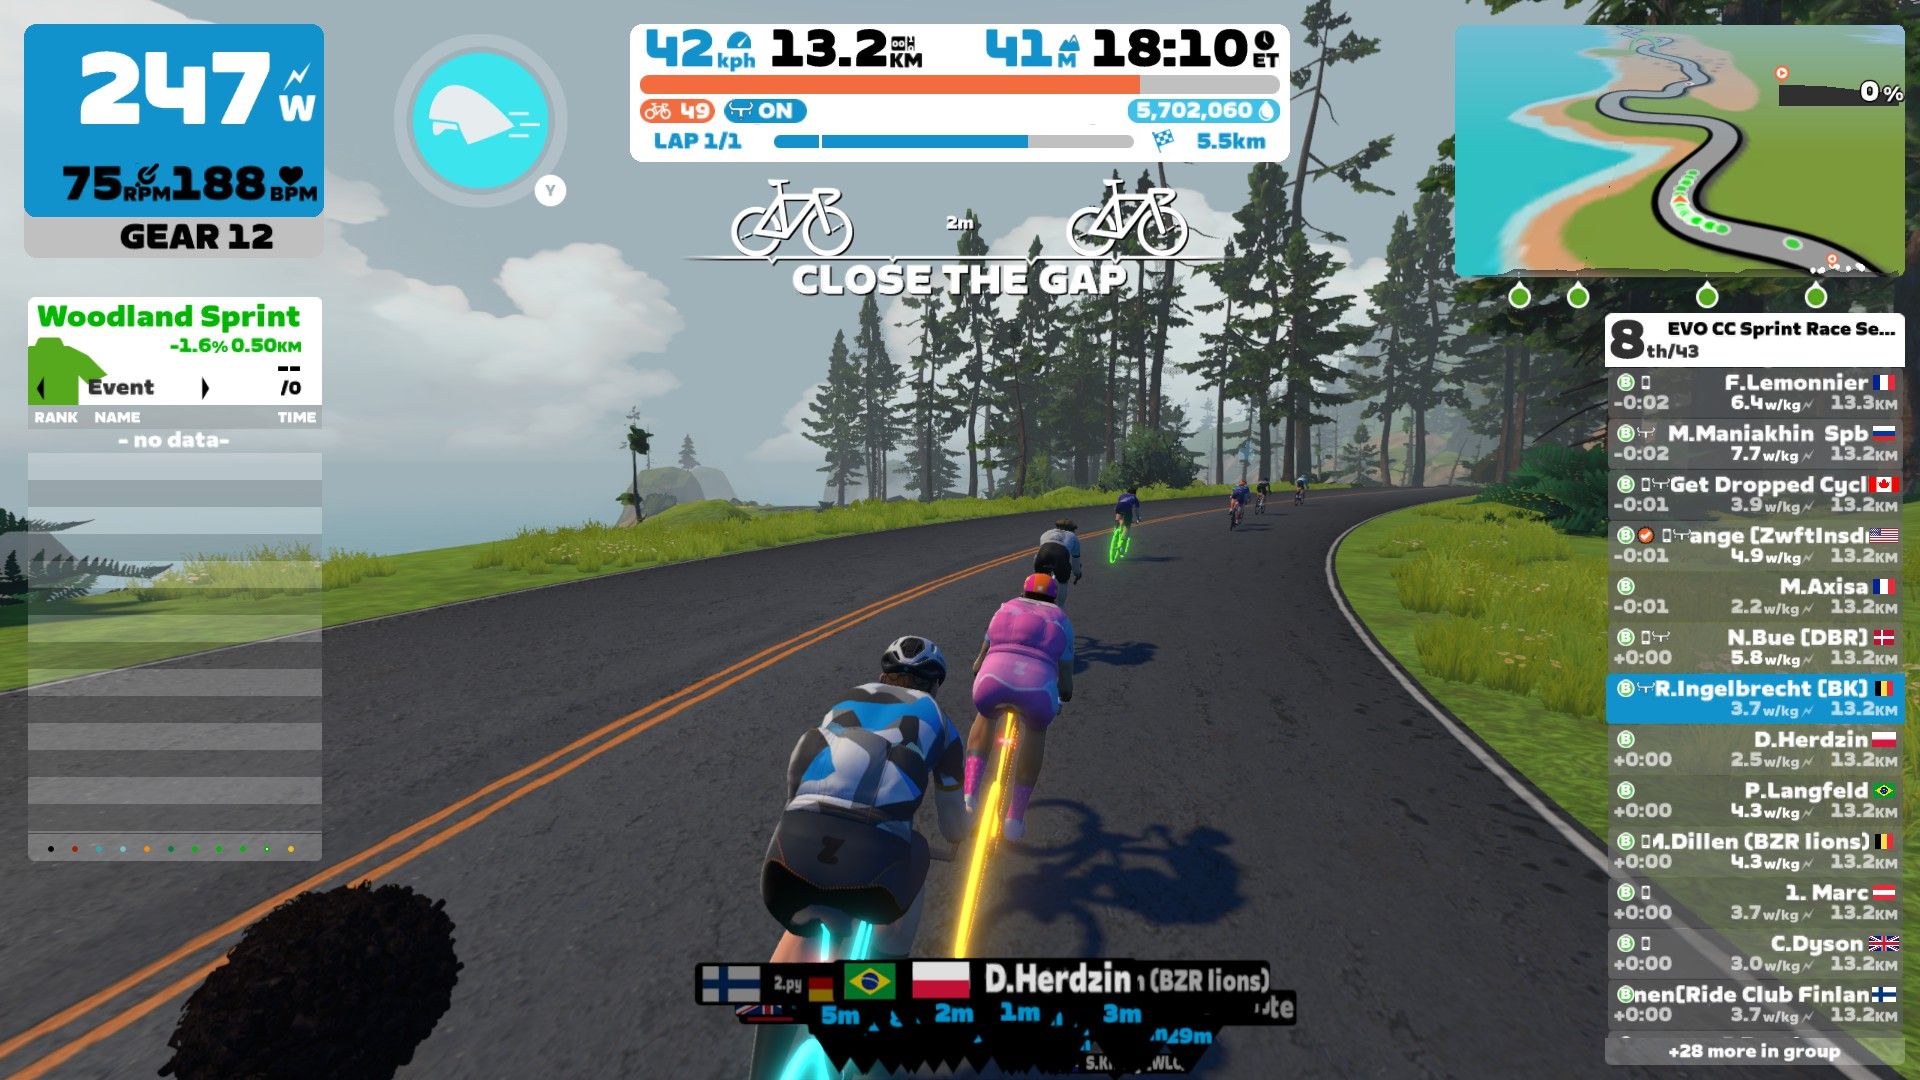 247 W
75 RPM 188 BPM
GEAR 12
Y
42 kph 13.2 KM 41 M 18:10 ET
49 ON 5,702,060
LAP 1/1 5.5km
2m
CLOSE THE GAP
0%
Woodland Sprint
-1.6% 0.50KM
--
Event /0
RANK NAME TIME
- no data-
8th/43 EVO CC Sprint Race Se...
B F.Lemonnier
-0:02 6.4w/kg 13.3KM
B M.Maniakhin Spb
-0:02 7.7w/kg 13.2KM
B Get Dropped Cycl
-0:01 3.9w/kg 13.2KM
B ange [ZwftInsd
-0:01 4.9w/kg 13.2KM
B M.Axisa
-0:01 2.2w/kg 13.2KM
B N.Bue [DBR]
+0:00 5.8w/kg 13.2KM
B R.Ingelbrecht [BK]
3.7w/kg 13.2KM
B D.Herdzin
+0:00 2.5w/kg 13.2KM
B P.Langfeld
+0:00 4.3w/kg 13.2KM
B M.Dillen (BZR lions)
+0:00 4.3w/kg 13.2KM
B 1. Marc
+0:00 3.7w/kg 13.2KM
B C.Dyson
+0:00 3.0w/kg 13.2KM
B nen[Ride Club Finlan
+0:00 3.7w/kg 13.2KM
+28 more in group
2.py D.Herdzin (BZR lions)
5m 2m 1m 3m
29m